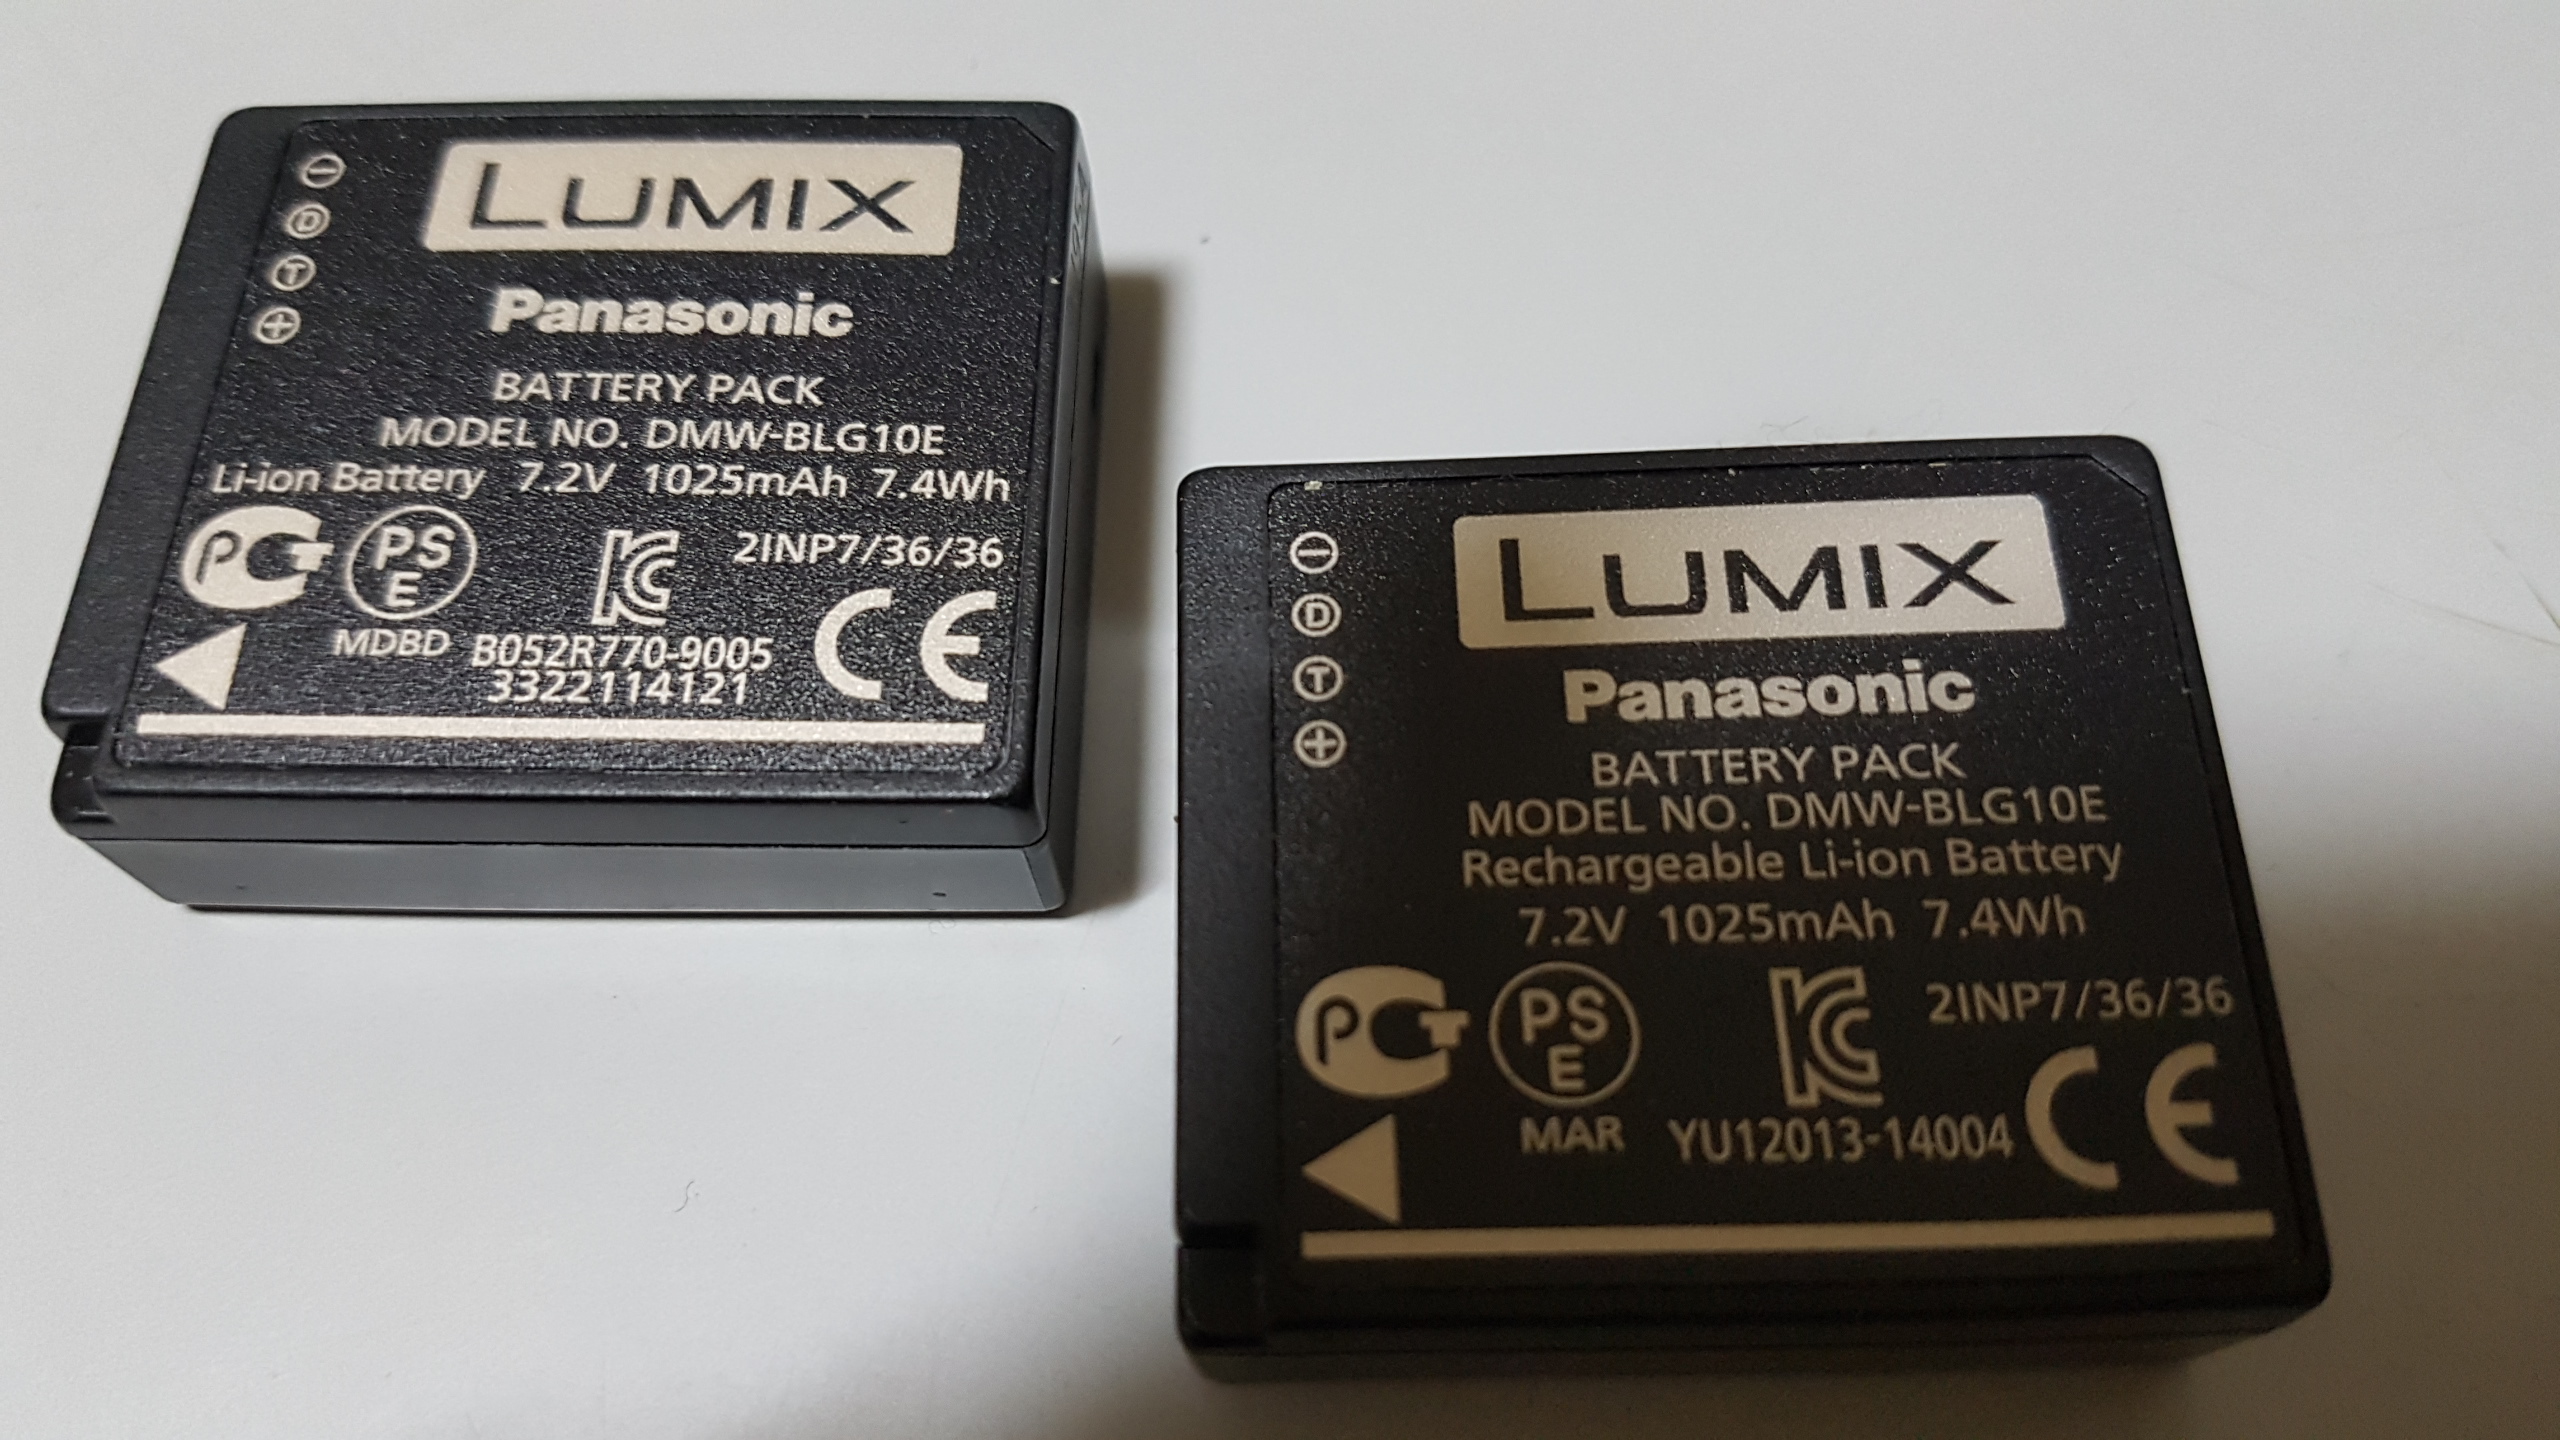 LUMIX
Panasonic
BATTERY PACK
MODEL NO. DMW-BLG10E
Li-ion Battery 7.2V 1025mAh 7.4Wh
2INP7/36/36
PS
E
MDBD
B052R770-9005
3322114121
CE
D
T
LUMIX
Panasonic
BATTERY PACK
MODEL NO. DMW-BLG10E
Rechargeable Li-ion Battery
7.2V 1025mAh 7.4Wh
2INP7/36/36
PS
E
MAR
YU12013-14004
CE
D
T